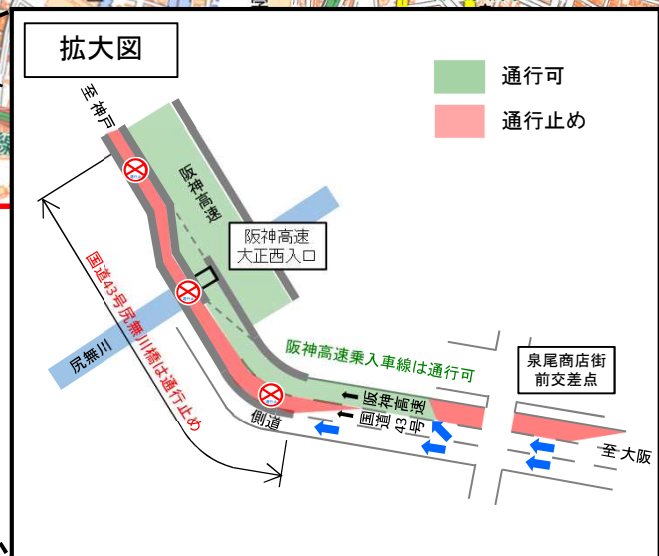 拡大図
通行可
通行止め
至神戸
阪神高速
阪神高速
大正西入口
国道43号尻無川橋は通行止め
尻無川
阪神高速乗入車線は通行可
泉尾商店街
前交差点
阪神高速
国道43号
側道
至大阪